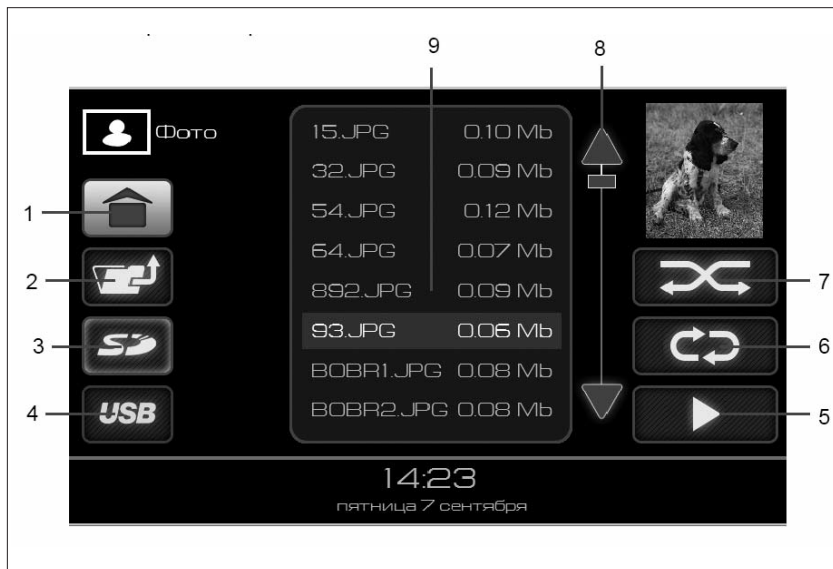 9
8
Фото
15.JPG 0.10 Mb
32.JPG 0.09 Mb
1
54.JPG 0.12 Mb
64.JPG 0.07 Mb
2
7
892.JPG 0.09 Mb
93.JPG 0.06 Mb
3
SD
6
BOBR1.JPG 0.08 Mb
4
USB
BOBR2.JPG 0.08 Mb
5
14:23
пятница 7 сентября